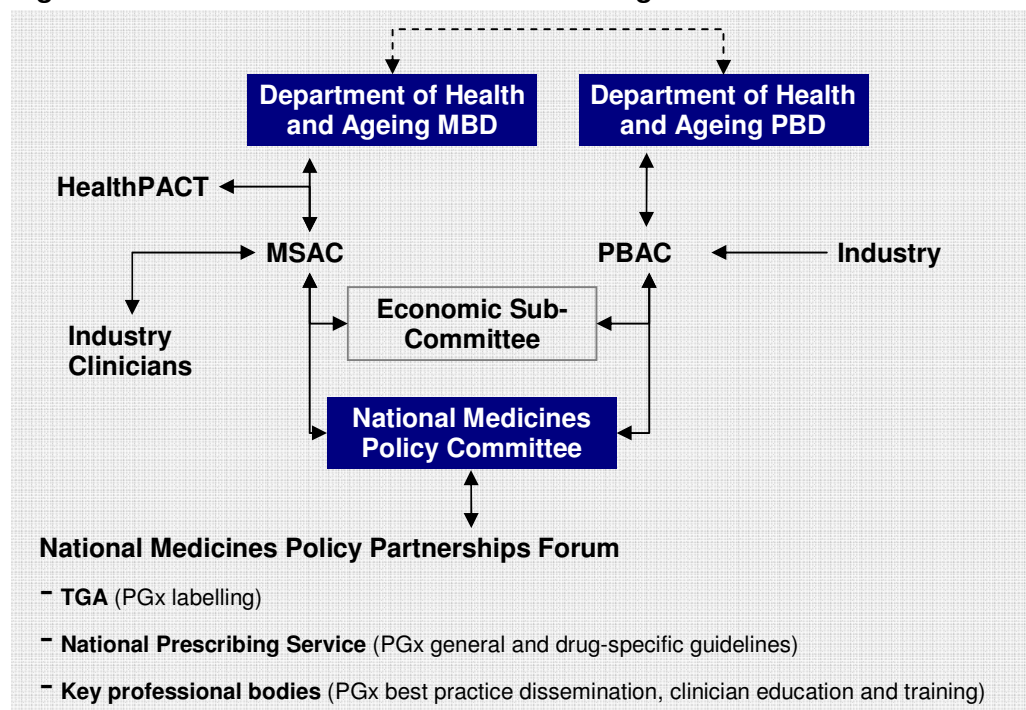 Department of Health
and Ageing MBD
Department of Health
and Ageing PBD
HealthPACT
MSAC
PBAC
Industry
Economic Sub-
Committee
Industry
Clinicians
National Medicines
Policy Committee
National Medicines Policy Partnerships Forum
- TGA (PGx labelling)
- National Prescribing Service (PGx general and drug-specific guidelines)
- Key professional bodies (PGx best practice dissemination, clinician education and training)